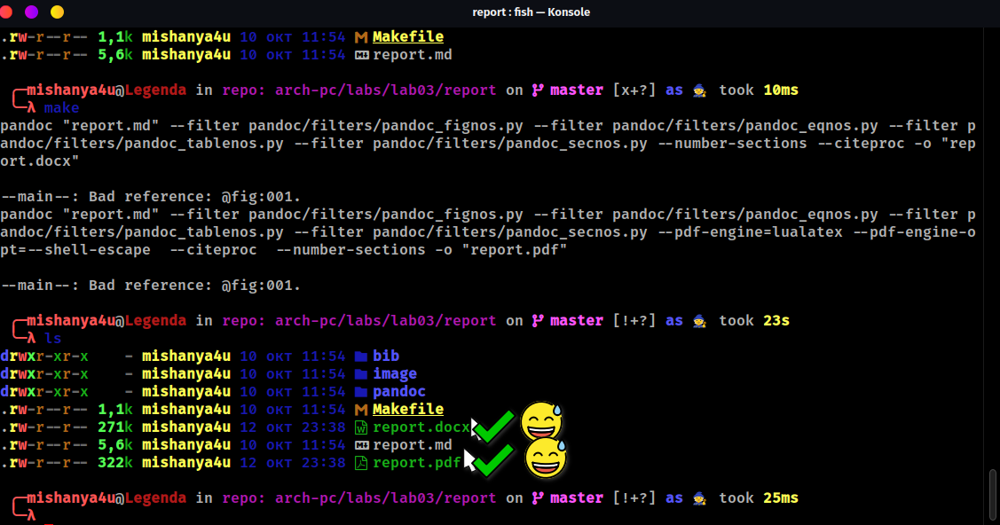 report : fish — Konsole
.rw-r--r-- 1,1k mishanya4u 10 окт 11:54 Makefile
.rw-r--r-- 5,6k mishanya4u 10 окт 11:54 report.md
mishanya4u@Legenda in repo: arch-pc/labs/lab03/report on master [x+?] as took 10ms
λ make
pandoc "report.md" --filter pandoc/filters/pandoc_fignos.py --filter pandoc/filters/pandoc_eqnos.py --filter p
andoc/filters/pandoc_tablenos.py --filter pandoc/filters/pandoc_secnos.py --number-sections --citeproc -o "rep
ort.docx"
--main--: Bad reference: @fig:001.
pandoc "report.md" --filter pandoc/filters/pandoc_fignos.py --filter pandoc/filters/pandoc_eqnos.py --filter p
andoc/filters/pandoc_tablenos.py --filter pandoc/filters/pandoc_secnos.py --pdf-engine=lualatex --pdf-engine-o
pt=--shell-escape  --citeproc  --number-sections -o "report.pdf"
--main--: Bad reference: @fig:001.
mishanya4u@Legenda in repo: arch-pc/labs/lab03/report on master [!+?] as took 23s
λ ls
drwxr-xr-x - mishanya4u 10 окт 11:54 bib
drwxr-xr-x - mishanya4u 10 окт 11:54 image
drwxr-xr-x - mishanya4u 10 окт 11:54 pandoc
.rw-r--r-- 1,1k mishanya4u 10 окт 11:54 Makefile
.rw-r--r-- 271k mishanya4u 12 окт 23:38 report.docx
.rw-r--r-- 5,6k mishanya4u 10 окт 11:54 report.md
.rw-r--r-- 322k mishanya4u 12 окт 23:38 report.pdf
mishanya4u@Legenda in repo: arch-pc/labs/lab03/report on master [!+?] as took 25ms
λ